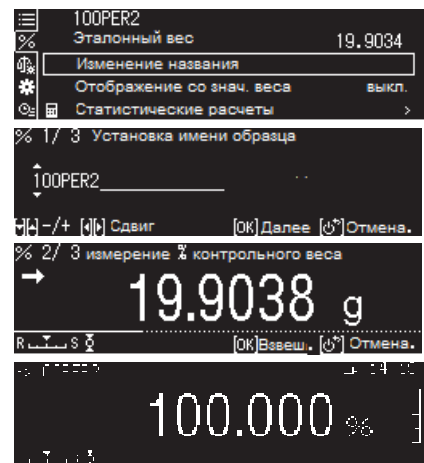 100PER2
Эталонный вес 19.9034
Изменение названия
Отображение со знач. веса выкл.
Статистические расчеты >
% 1/ 3 Установка имени образца
100PER2
-/+ Сдвиг [OK]Далее Отмена.
% 2/ 3 измерение % контрольного веса
19.9038 g
R S [OK]Взвеш. Отмена.
100.000 %